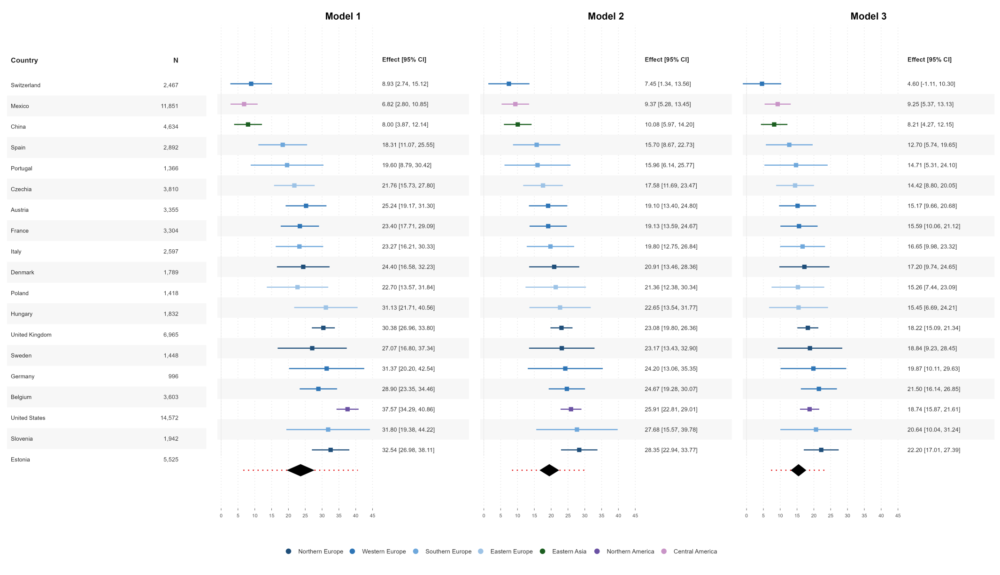 Model 1 Model 2 Model 3
Country N Effect [95% CI] Effect [95% CI] Effect [95% CI]
Switzerland 2,467 8.93 [2.74, 15.12] 7.45 [1.34, 13.56] 4.60 [-1.11, 10.30]
Mexico 11,851 6.82 [2.80, 10.85] 9.37 [5.28, 13.45] 9.25 [5.37, 13.13]
China 4,634 8.00 [3.87, 12.14] 10.08 [5.97, 14.20] 8.21 [4.27, 12.15]
Spain 2,892 18.31 [11.07, 25.55] 15.70 [8.67, 22.73] 12.70 [5.74, 19.65]
Portugal 1,366 19.60 [8.79, 30.42] 15.96 [6.14, 25.77] 14.71 [5.31, 24.10]
Czechia 3,810 21.76 [15.73, 27.80] 17.58 [11.69, 23.47] 14.42 [8.80, 20.05]
Austria 3,355 25.24 [19.17, 31.30] 19.10 [13.40, 24.80] 15.17 [9.66, 20.68]
France 3,304 23.40 [17.71, 29.09] 19.13 [13.59, 24.67] 15.59 [10.06, 21.12]
Italy 2,597 23.27 [16.21, 30.33] 19.80 [12.75, 26.84] 16.65 [9.98, 23.32]
Denmark 1,789 24.40 [16.58, 32.23] 20.91 [13.46, 28.36] 17.20 [9.74, 24.65]
Poland 1,418 22.70 [13.57, 31.84] 21.36 [12.38, 30.34] 15.26 [7.44, 23.09]
Hungary 1,832 31.13 [21.71, 40.56] 22.65 [13.54, 31.77] 15.45 [6.69, 24.21]
United Kingdom 6,965 30.38 [26.96, 33.80] 23.08 [19.80, 26.36] 18.22 [15.09, 21.34]
Sweden 1,448 27.07 [16.80, 37.34] 23.17 [13.43, 32.90] 18.84 [9.23, 28.45]
Germany 996 31.37 [20.20, 42.54] 24.20 [13.06, 35.35] 19.87 [10.11, 29.63]
Belgium 3,603 28.90 [23.35, 34.46] 24.67 [19.28, 30.07] 21.50 [16.14, 26.85]
United States 14,572 37.57 [34.29, 40.86] 25.91 [22.81, 29.01] 18.74 [15.87, 21.61]
Slovenia 1,942 31.80 [19.38, 44.22] 27.68 [15.57, 39.78] 20.64 [10.04, 31.24]
Estonia 5,525 32.54 [26.98, 38.11] 28.35 [22.94, 33.77] 22.20 [17.01, 27.39]
0 5 10 15 20 25 30 35 40 45 0 5 10 15 20 25 30 35 40 45 0 5 10 15 20 25 30 35 40 45
Northern Europe Western Europe Southern Europe Eastern Europe Eastern Asia Northern America Central America